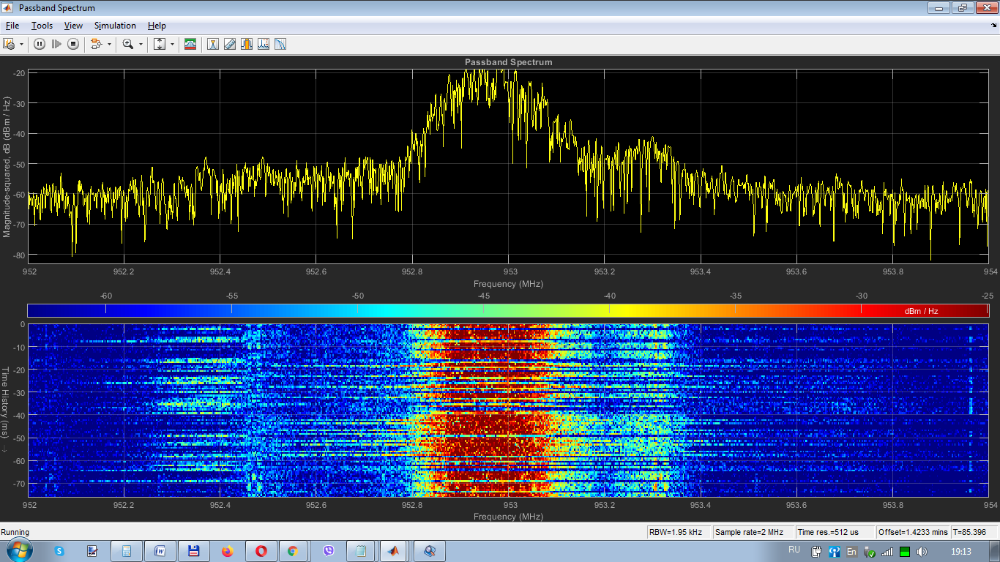 Passband Spectrum
File Tools View Simulation Help
Passband Spectrum
Magnitude-squared, dB (dBm / Hz)
-20
-30
-40
-50
-60
-70
-80
952 952.2 952.4 952.6 952.8 953 953.2 953.4 953.6 953.8 954
Frequency (MHz)
-60 -55 -50 -45 -40 -35 -30 -25
dBm / Hz
Time History (ms)
0
-10
-20
-30
-40
-50
-60
-70
952 952.2 952.4 952.6 952.8 953 953.2 953.4 953.6 953.8 954
Frequency (MHz)
Running RBW=1.95 kHz Sample rate=2 MHz Time res.=512 us Offset=1.4233 mins T=85.396
RU En 19:13